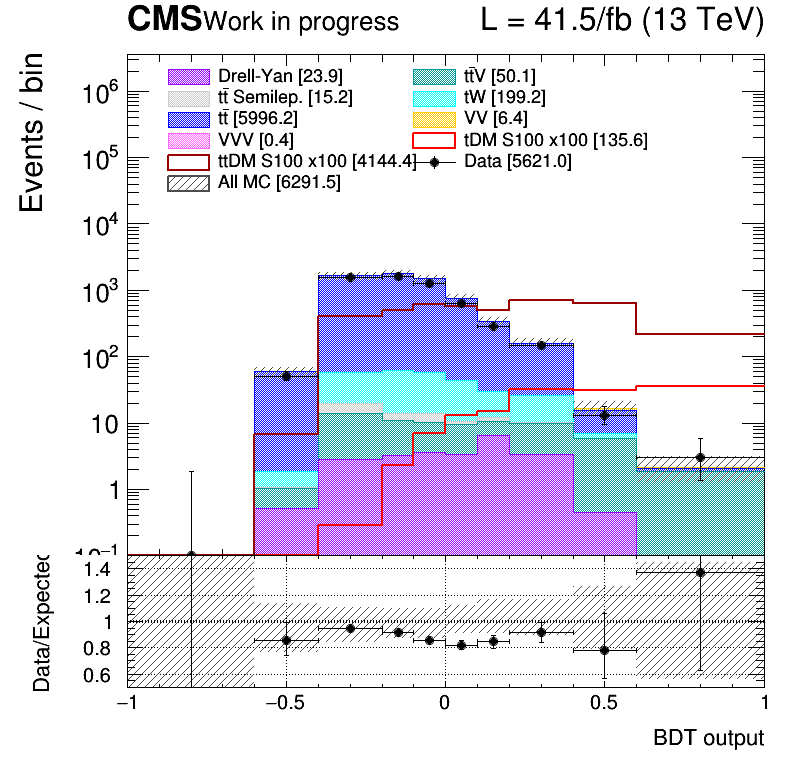 CMS Work in progress L = 41.5/fb (13 TeV)
Events / bin
Drell-Yan [23.9] tt̄V [50.1]
tt̄ Semilep. [15.2] tW [199.2]
tt̄ [5996.2] VV [6.4]
VVV [0.4] tDM S100 x100 [135.6]
ttDM S100 x100 [4144.4] Data [5621.0]
All MC [6291.5]
10⁶
10⁵
10⁴
10³
10²
10
1
10⁻¹
Data/Expected
1.4
1.2
1
0.8
0.6
−1 −0.5 0 0.5 1
BDT output